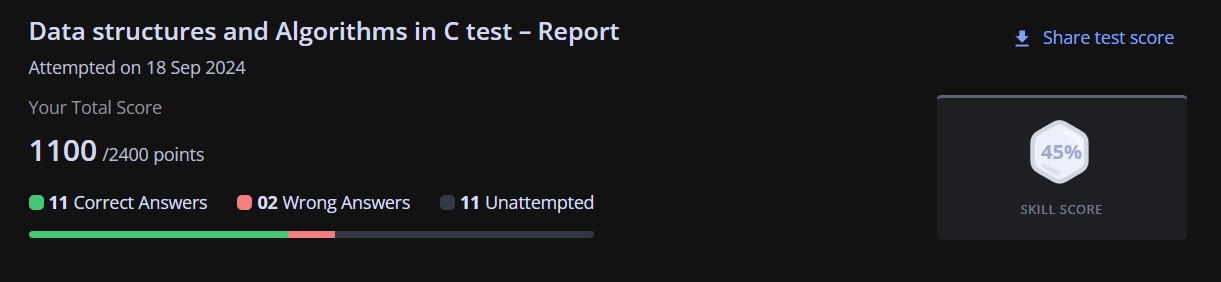 Data structures and Algorithms in C test – Report
Share test score
Attempted on 18 Sep 2024
Your Total Score
1100 /2400 points
45%
11 Correct Answers 02 Wrong Answers 11 Unattempted
SKILL SCORE